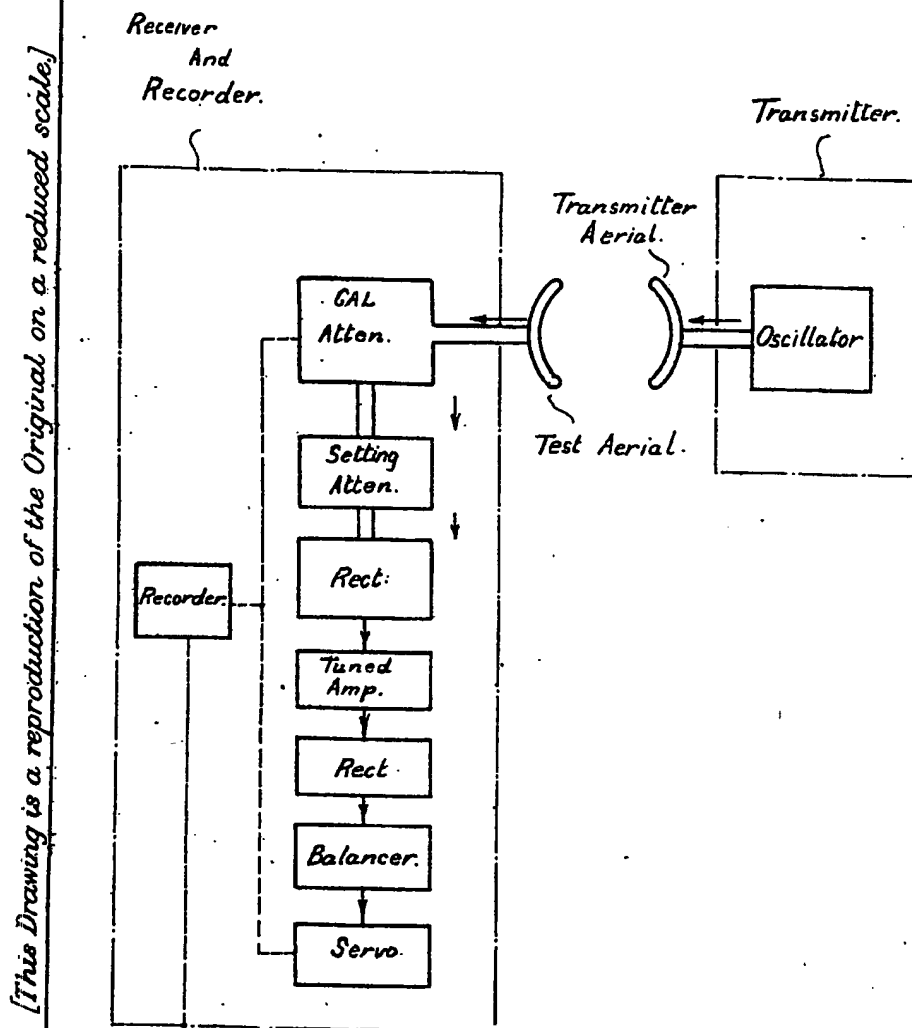 [This Drawing is a reproduction of the Original on a reduced scale.]
Receiver
And
Recorder.
Transmitter.
Transmitter
Aerial.
CAL
Atten.
Oscillator
Test Aerial.
Setting
Atten.
Rect:
Recorder.
Tuned
Amp.
Rect
Balancer.
Servo.